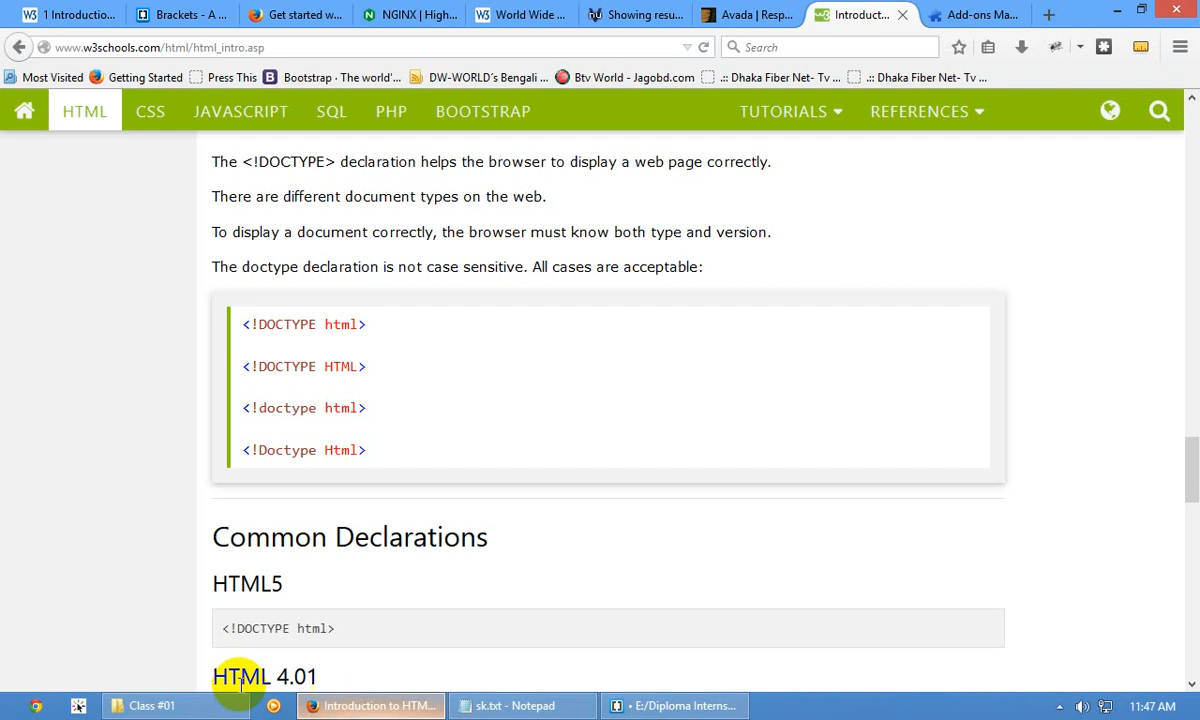 1 Introductio...
Brackets - A ...
Get started w...
NGINX | High...
World Wide ...
Showing resu...
Avada | Resp...
Introduct...
Add-ons Ma...
www.w3schools.com/html/html_intro.asp
Search
Most Visited
Getting Started
Press This
Bootstrap · The world'...
DW-WORLD's Bengali ...
Btv World - Jagobd.com
.:: Dhaka Fiber Net- Tv ...
.:: Dhaka Fiber Net- Tv ...
HTML
CSS
JAVASCRIPT
SQL
PHP
BOOTSTRAP
TUTORIALS
REFERENCES
The <!DOCTYPE> declaration helps the browser to display a web page correctly.
There are different document types on the web.
To display a document correctly, the browser must know both type and version.
The doctype declaration is not case sensitive. All cases are acceptable:
<!DOCTYPE html>
<!DOCTYPE HTML>
<!doctype html>
<!Doctype Html>
Common Declarations
HTML5
<!DOCTYPE html>
HTML 4.01
Class #01
Introduction to HTM...
sk.txt - Notepad
• E:/Diploma Interns...
11:47 AM